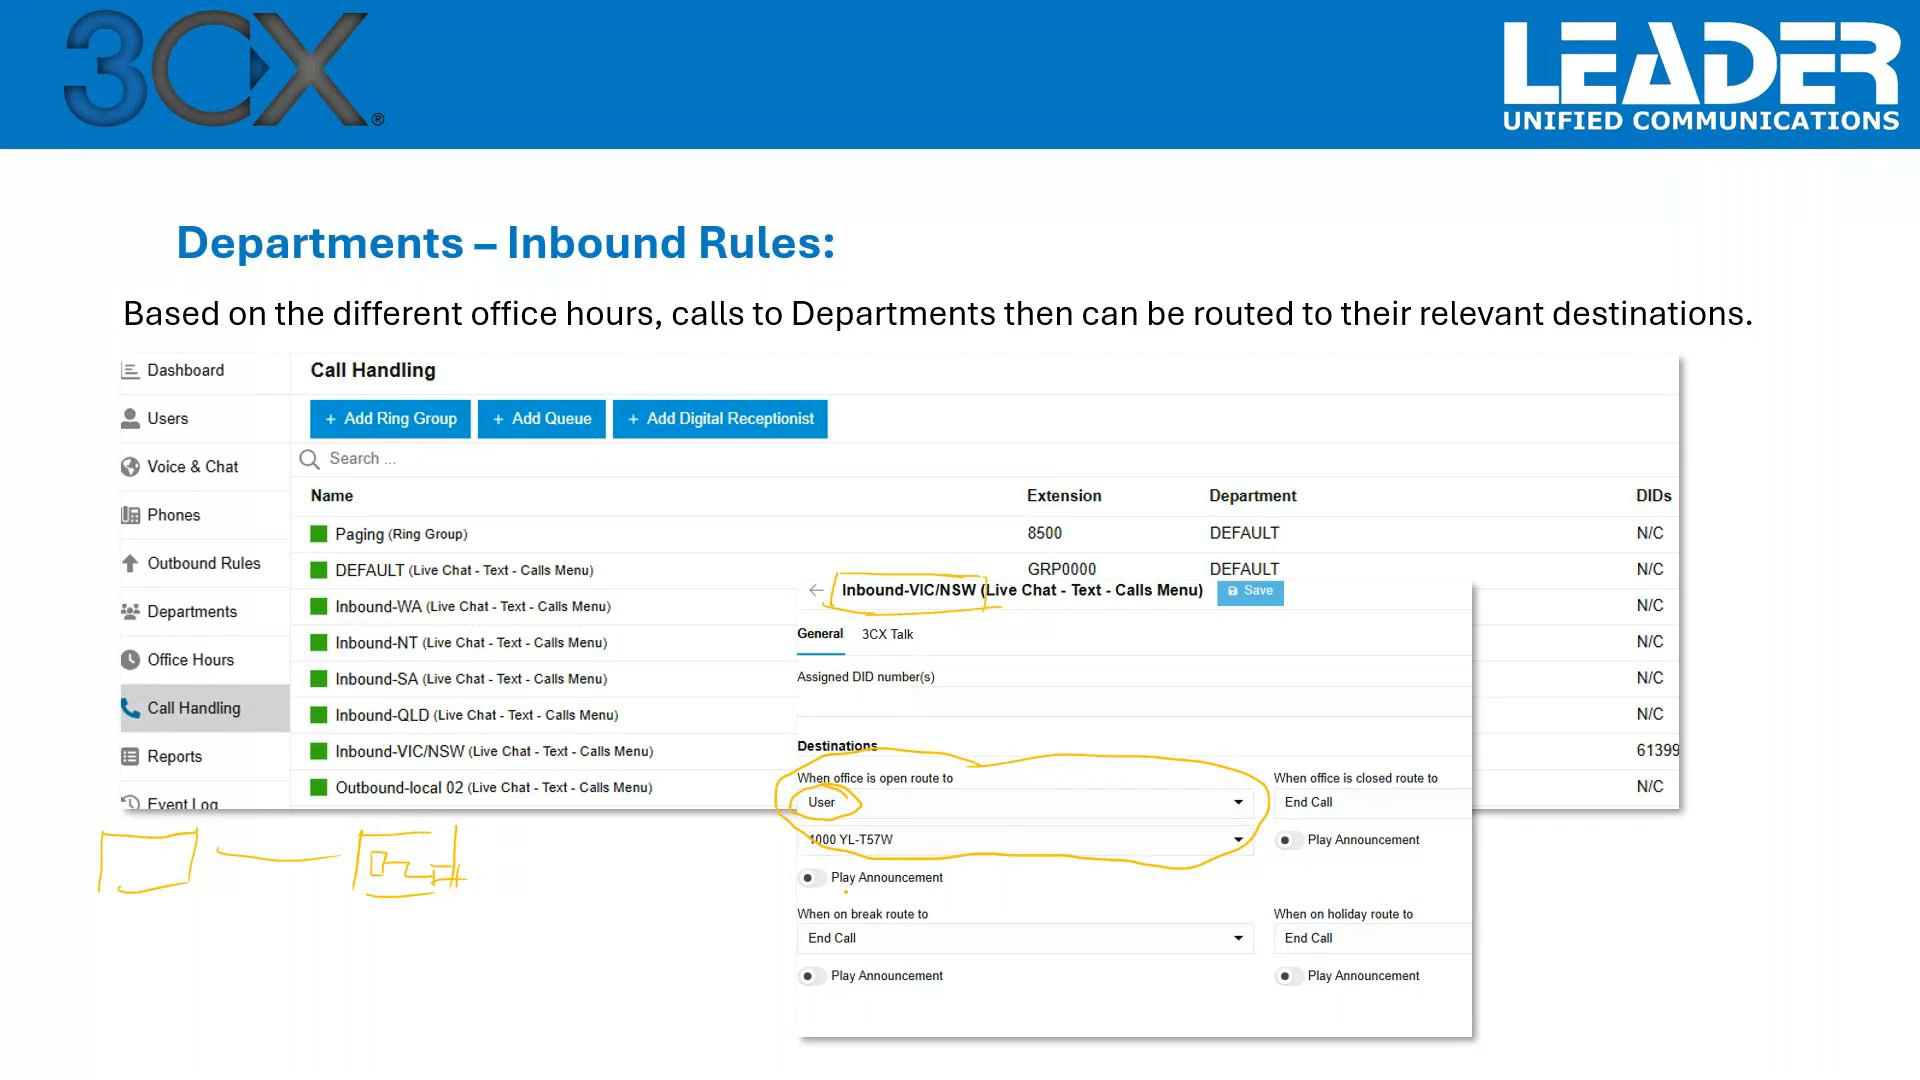 3CX®
LEADER
UNIFIED COMMUNICATIONS
Departments – Inbound Rules:
Based on the different office hours, calls to Departments then can be routed to their relevant destinations.
Dashboard
Users
Voice & Chat
Phones
Outbound Rules
Departments
Office Hours
Call Handling
Reports
Event Log
Call Handling
+ Add Ring Group + Add Queue + Add Digital Receptionist
Search ...
Name Extension Department DIDs
Paging (Ring Group) 8500 DEFAULT N/C
DEFAULT (Live Chat - Text - Calls Menu) GRP0000 DEFAULT N/C
Inbound-WA (Live Chat - Text - Calls Menu) N/C
Inbound-NT (Live Chat - Text - Calls Menu) N/C
Inbound-SA (Live Chat - Text - Calls Menu) N/C
Inbound-QLD (Live Chat - Text - Calls Menu) N/C
Inbound-VIC/NSW (Live Chat - Text - Calls Menu) 61399
Outbound-local 02 (Live Chat - Text - Calls Menu) N/C
Inbound-VIC/NSW (Live Chat - Text - Calls Menu) Save
General 3CX Talk
Assigned DID number(s)
Destinations
When office is open route to When office is closed route to
User End Call
1000 YL-T57W Play Announcement
Play Announcement
When on break route to When on holiday route to
End Call End Call
Play Announcement Play Announcement